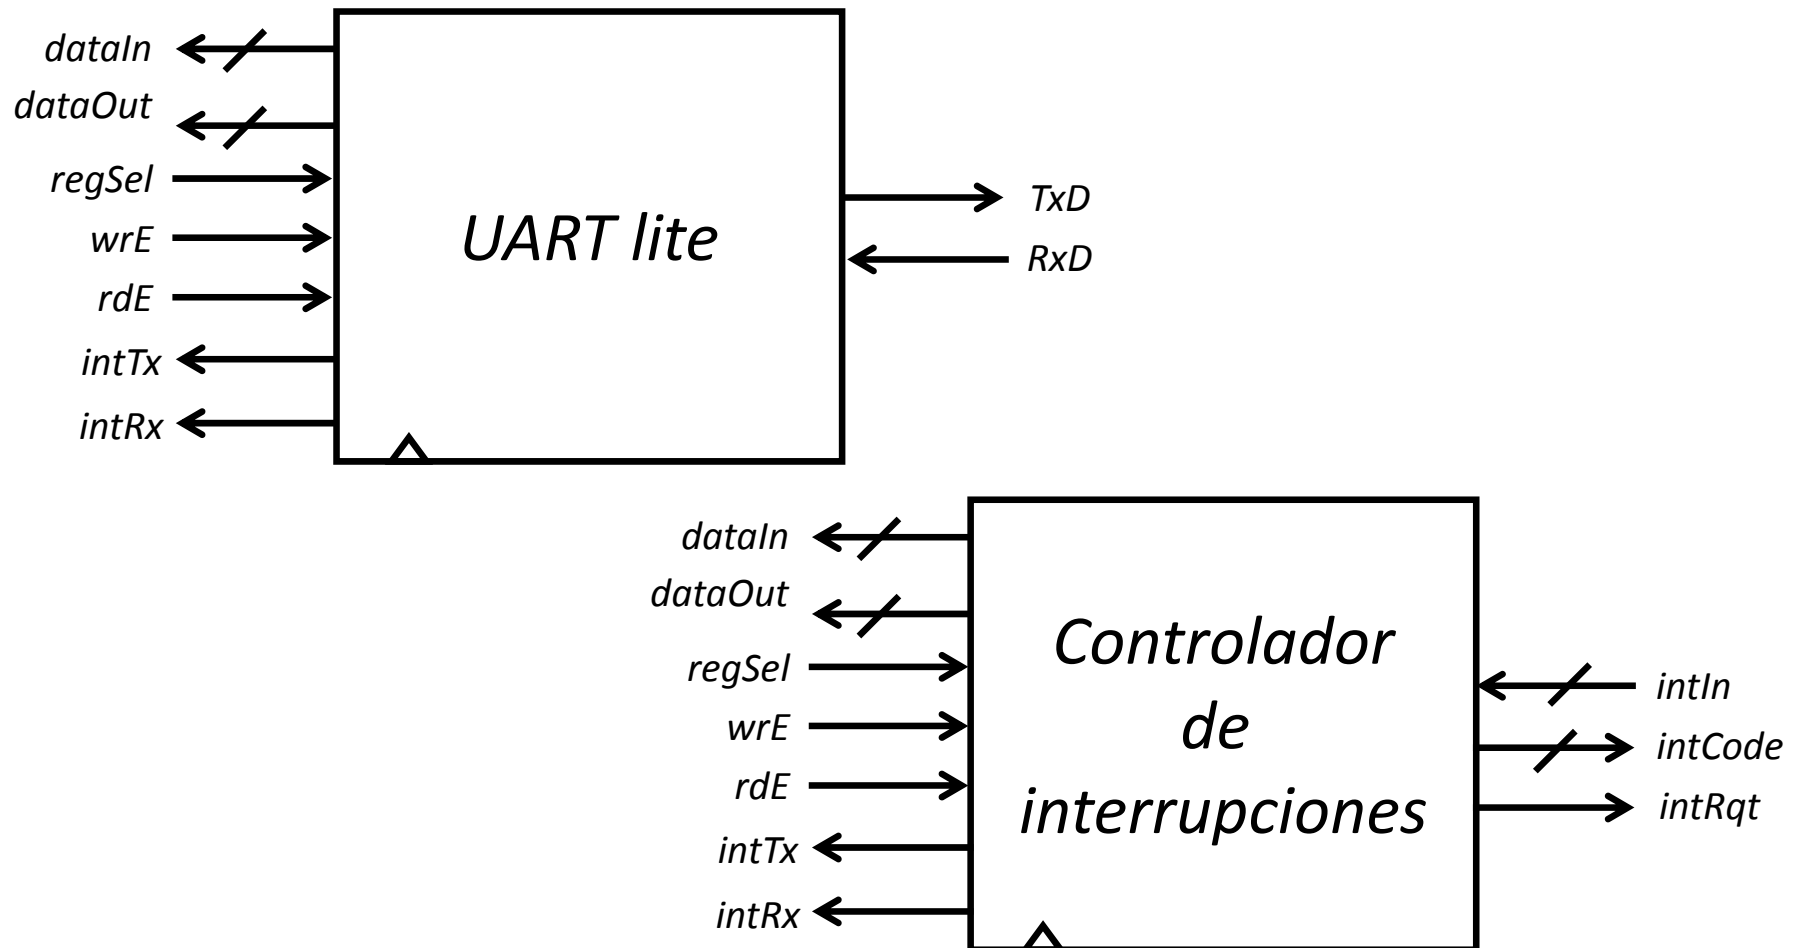 dataIn
dataOut
regSel
wrE
rdE
intTx
intRx
UART lite
TxD
RxD
dataIn
dataOut
regSel
wrE
rdE
intTx
intRx
Controlador
de
interrupciones
intIn
intCode
intRqt